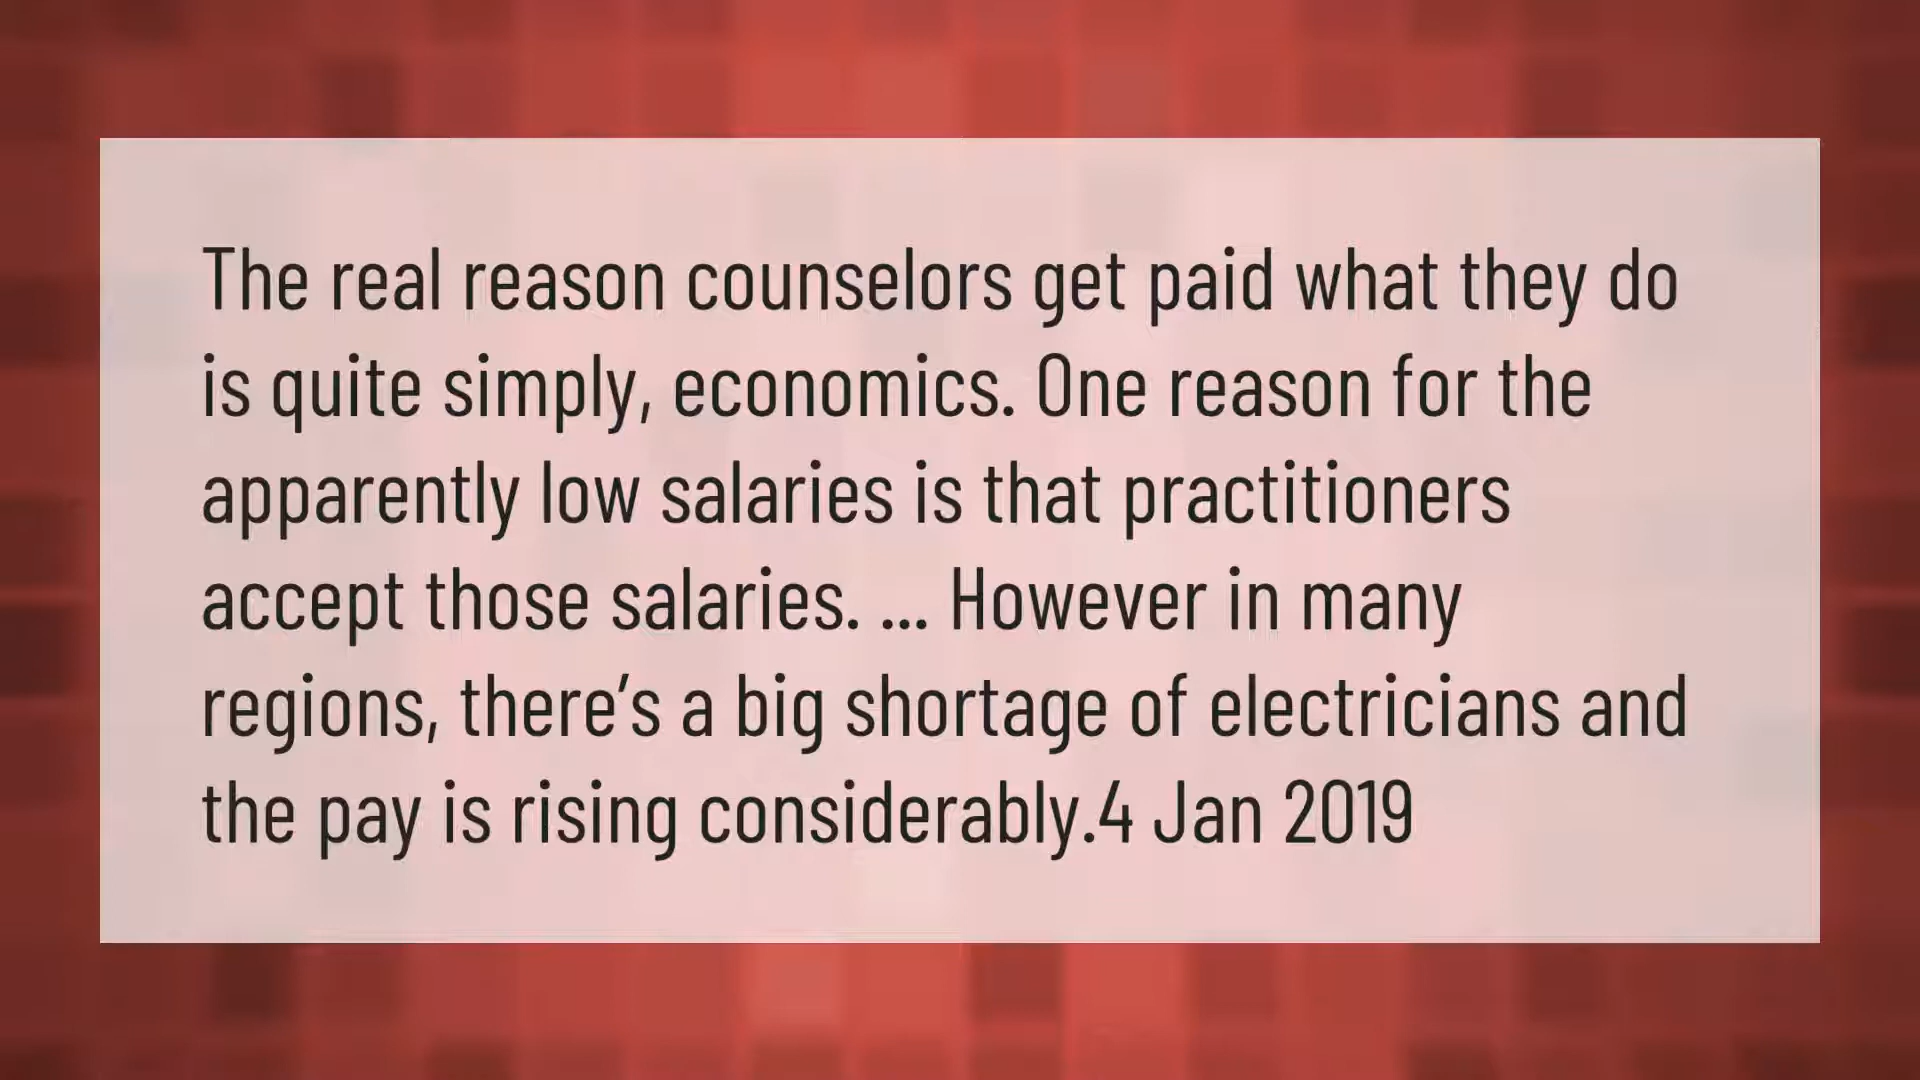 The real reason counselors get paid what they do
is quite simply, economics. One reason for the
apparently low salaries is that practitioners
accept those salaries. ... However in many
regions, there’s a big shortage of electricians and
the pay is rising considerably.4 Jan 2019